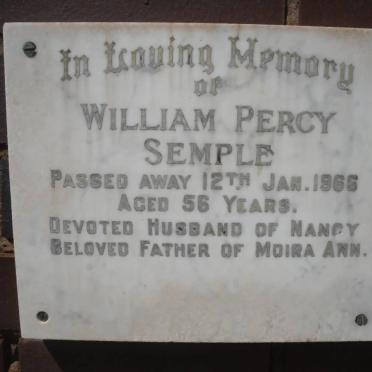 In Loving Memory
of
WILLIAM PERCY
SEMPLE
PASSED AWAY 12TH JAN. 1966
AGED 56 YEARS.
DEVOTED HUSBAND OF NANCY
BELOVED FATHER OF MOIRA ANN.